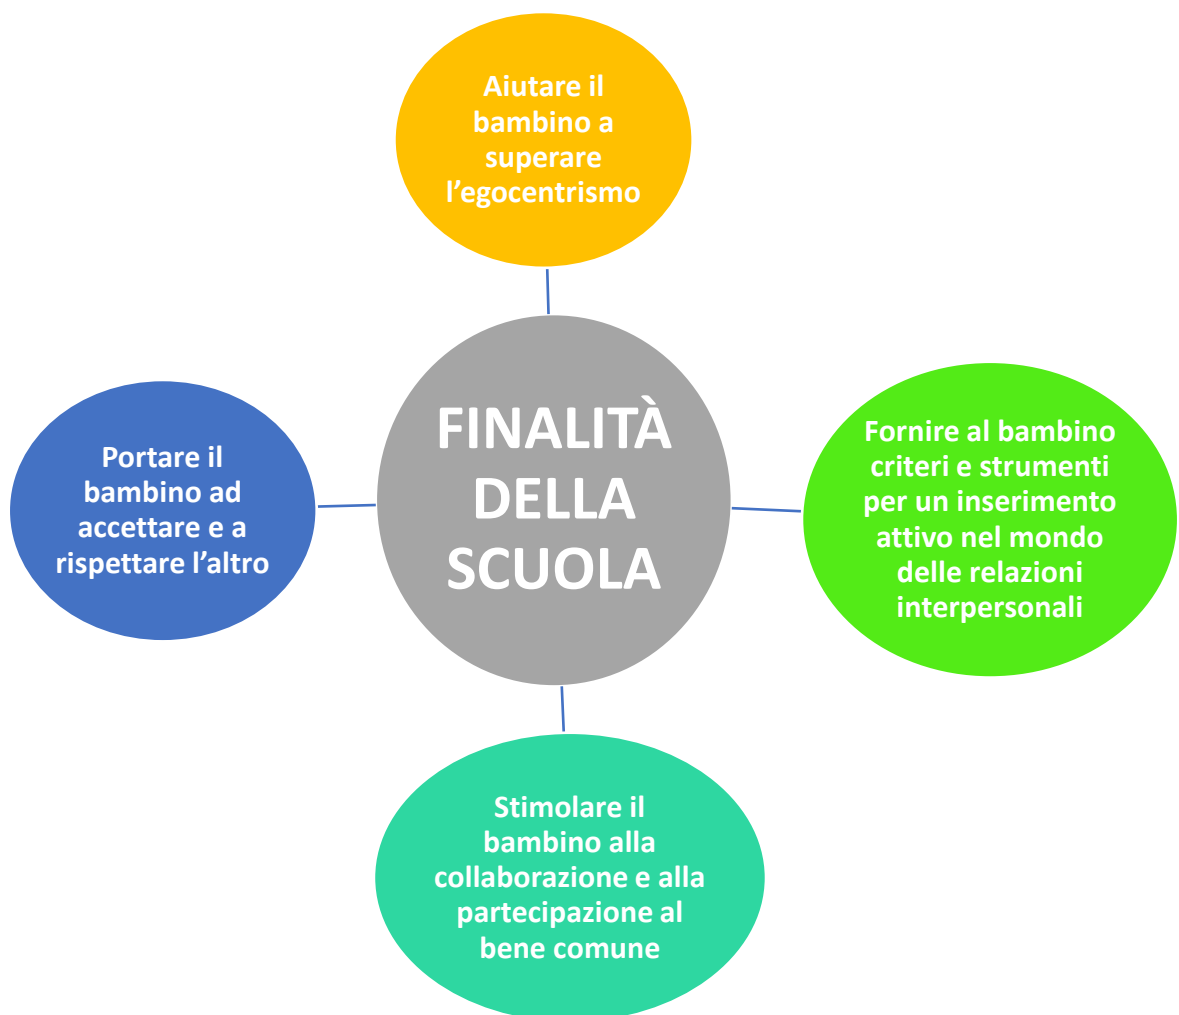 Aiutare il
bambino a
superare
l’egocentrismo
FINALITÀ
DELLA
SCUOLA
Portare il
bambino ad
accettare e a
rispettare l’altro
Fornire al bambino
criteri e strumenti
per un inserimento
attivo nel mondo
delle relazioni
interpersonali
Stimolare il
bambino alla
collaborazione e alla
partecipazione al
bene comune